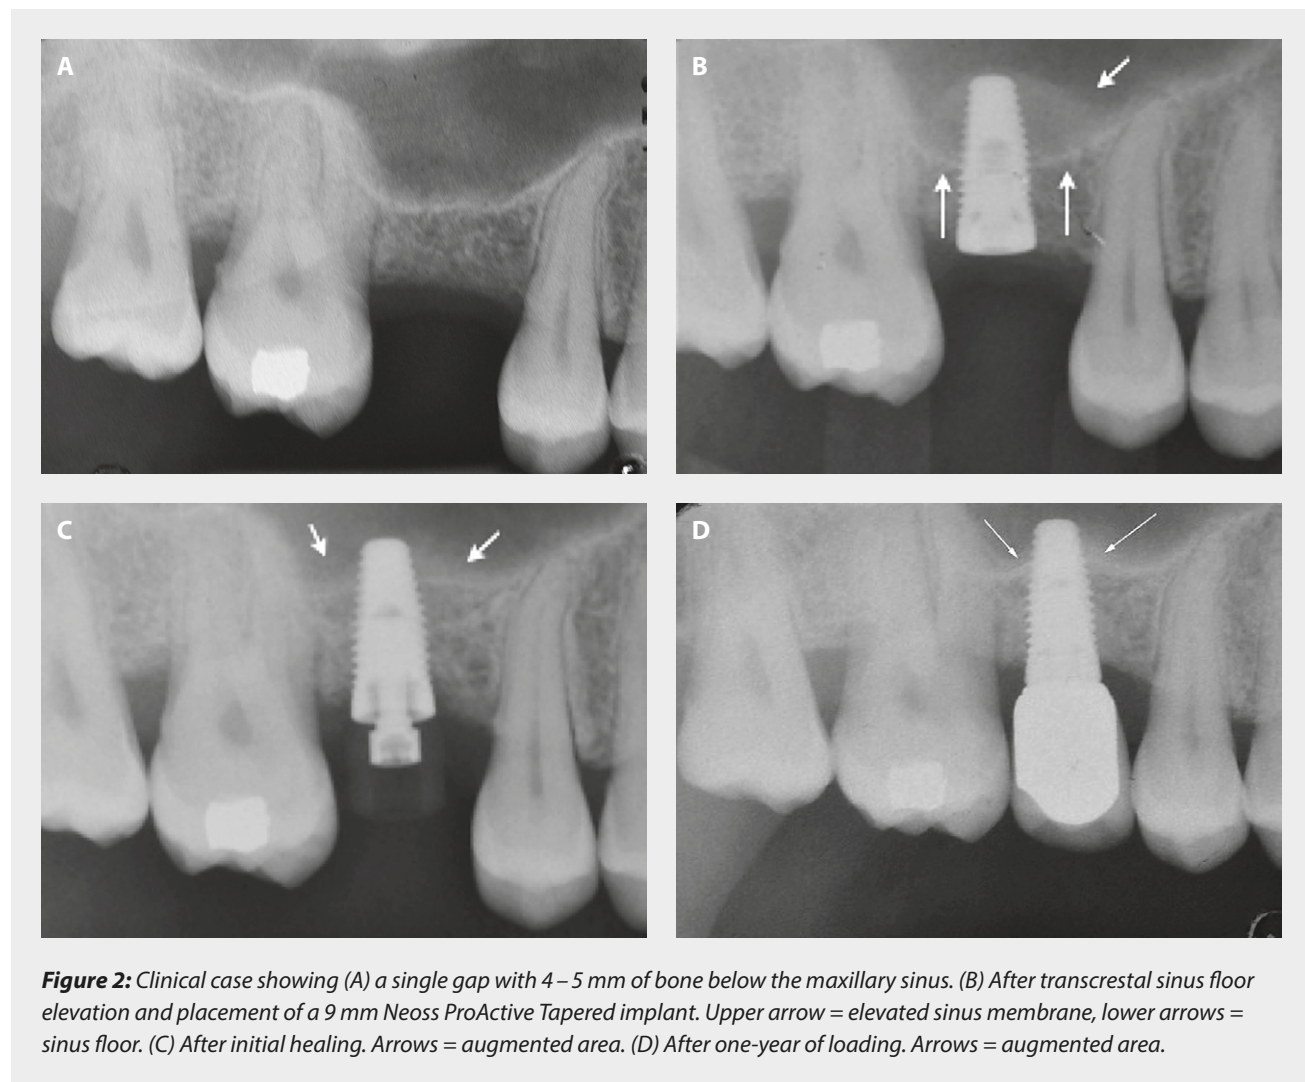 A
B
C
D
Figure 2: Clinical case showing (A) a single gap with 4 – 5 mm of bone below the maxillary sinus. (B) After transcrestal sinus floor
elevation and placement of a 9 mm Neoss ProActive Tapered implant. Upper arrow = elevated sinus membrane, lower arrows =
sinus floor. (C) After initial healing. Arrows = augmented area. (D) After one-year of loading. Arrows = augmented area.